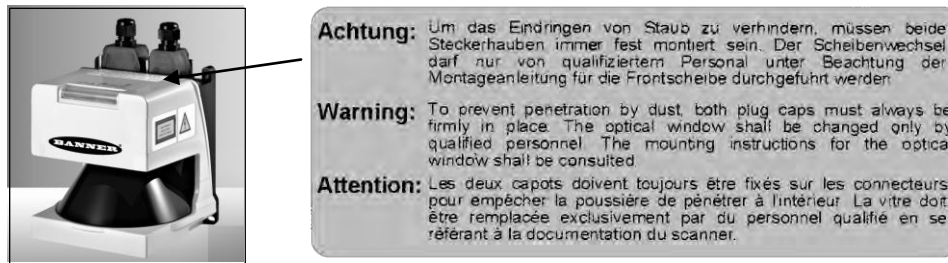 BANNER
Achtung: Um das Eindringen von Staub zu verhindern, müssen beide
Steckerhauben immer fest montiert sein. Der Scheibenwechsel
darf nur von qualifiziertem Personal unter Beachtung der
Montageanleitung für die Frontscheibe durchgeführt werden
Warning: To prevent penetration by dust, both plug caps must always be
firmly in place. The optical window shall be changed only by
qualified personnel. The mounting instructions for the optical
window shall be consulted
Attention: Les deux capots doivent toujours être fixés sur les connecteurs
pour empêcher la poussière de pénétrer à l'intérieur. La vitre doit
être remplacée exclusivement par du personnel qualifié en se
référant à la documentation du scanner.